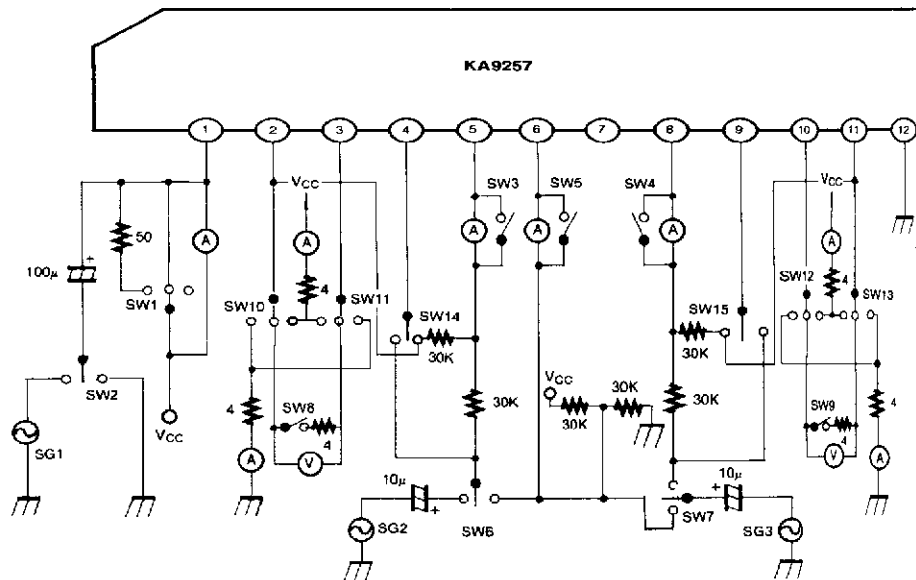 KA9257
1 2 3 4 5 6 7 8 9 10 11 12
SW3 SW5 SW4
VCC VCC
A A A A A A
50
100µ + SW1 4 4
SW10 SW11 SW12 SW13
SW14 SW15
30K 30K
VCC 30K
SW2 VCC 30K 30K 30K
4 SW8 4 SW9 4 4
SG1 A V V A
10µ + 10µ +
SG2 SW6 SW7 SG3